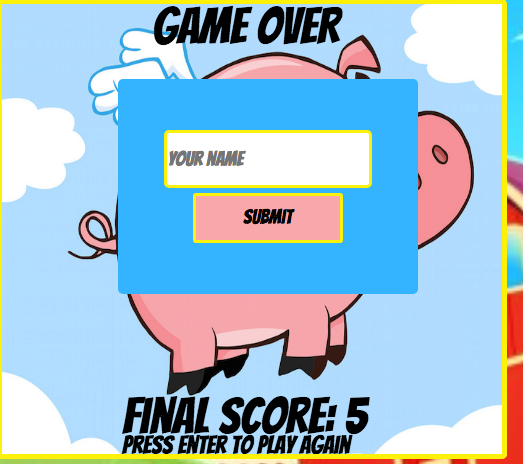 GAME OVER
YOUR NAME
SUBMIT
FINAL SCORE: 5
PRESS ENTER TO PLAY AGAIN